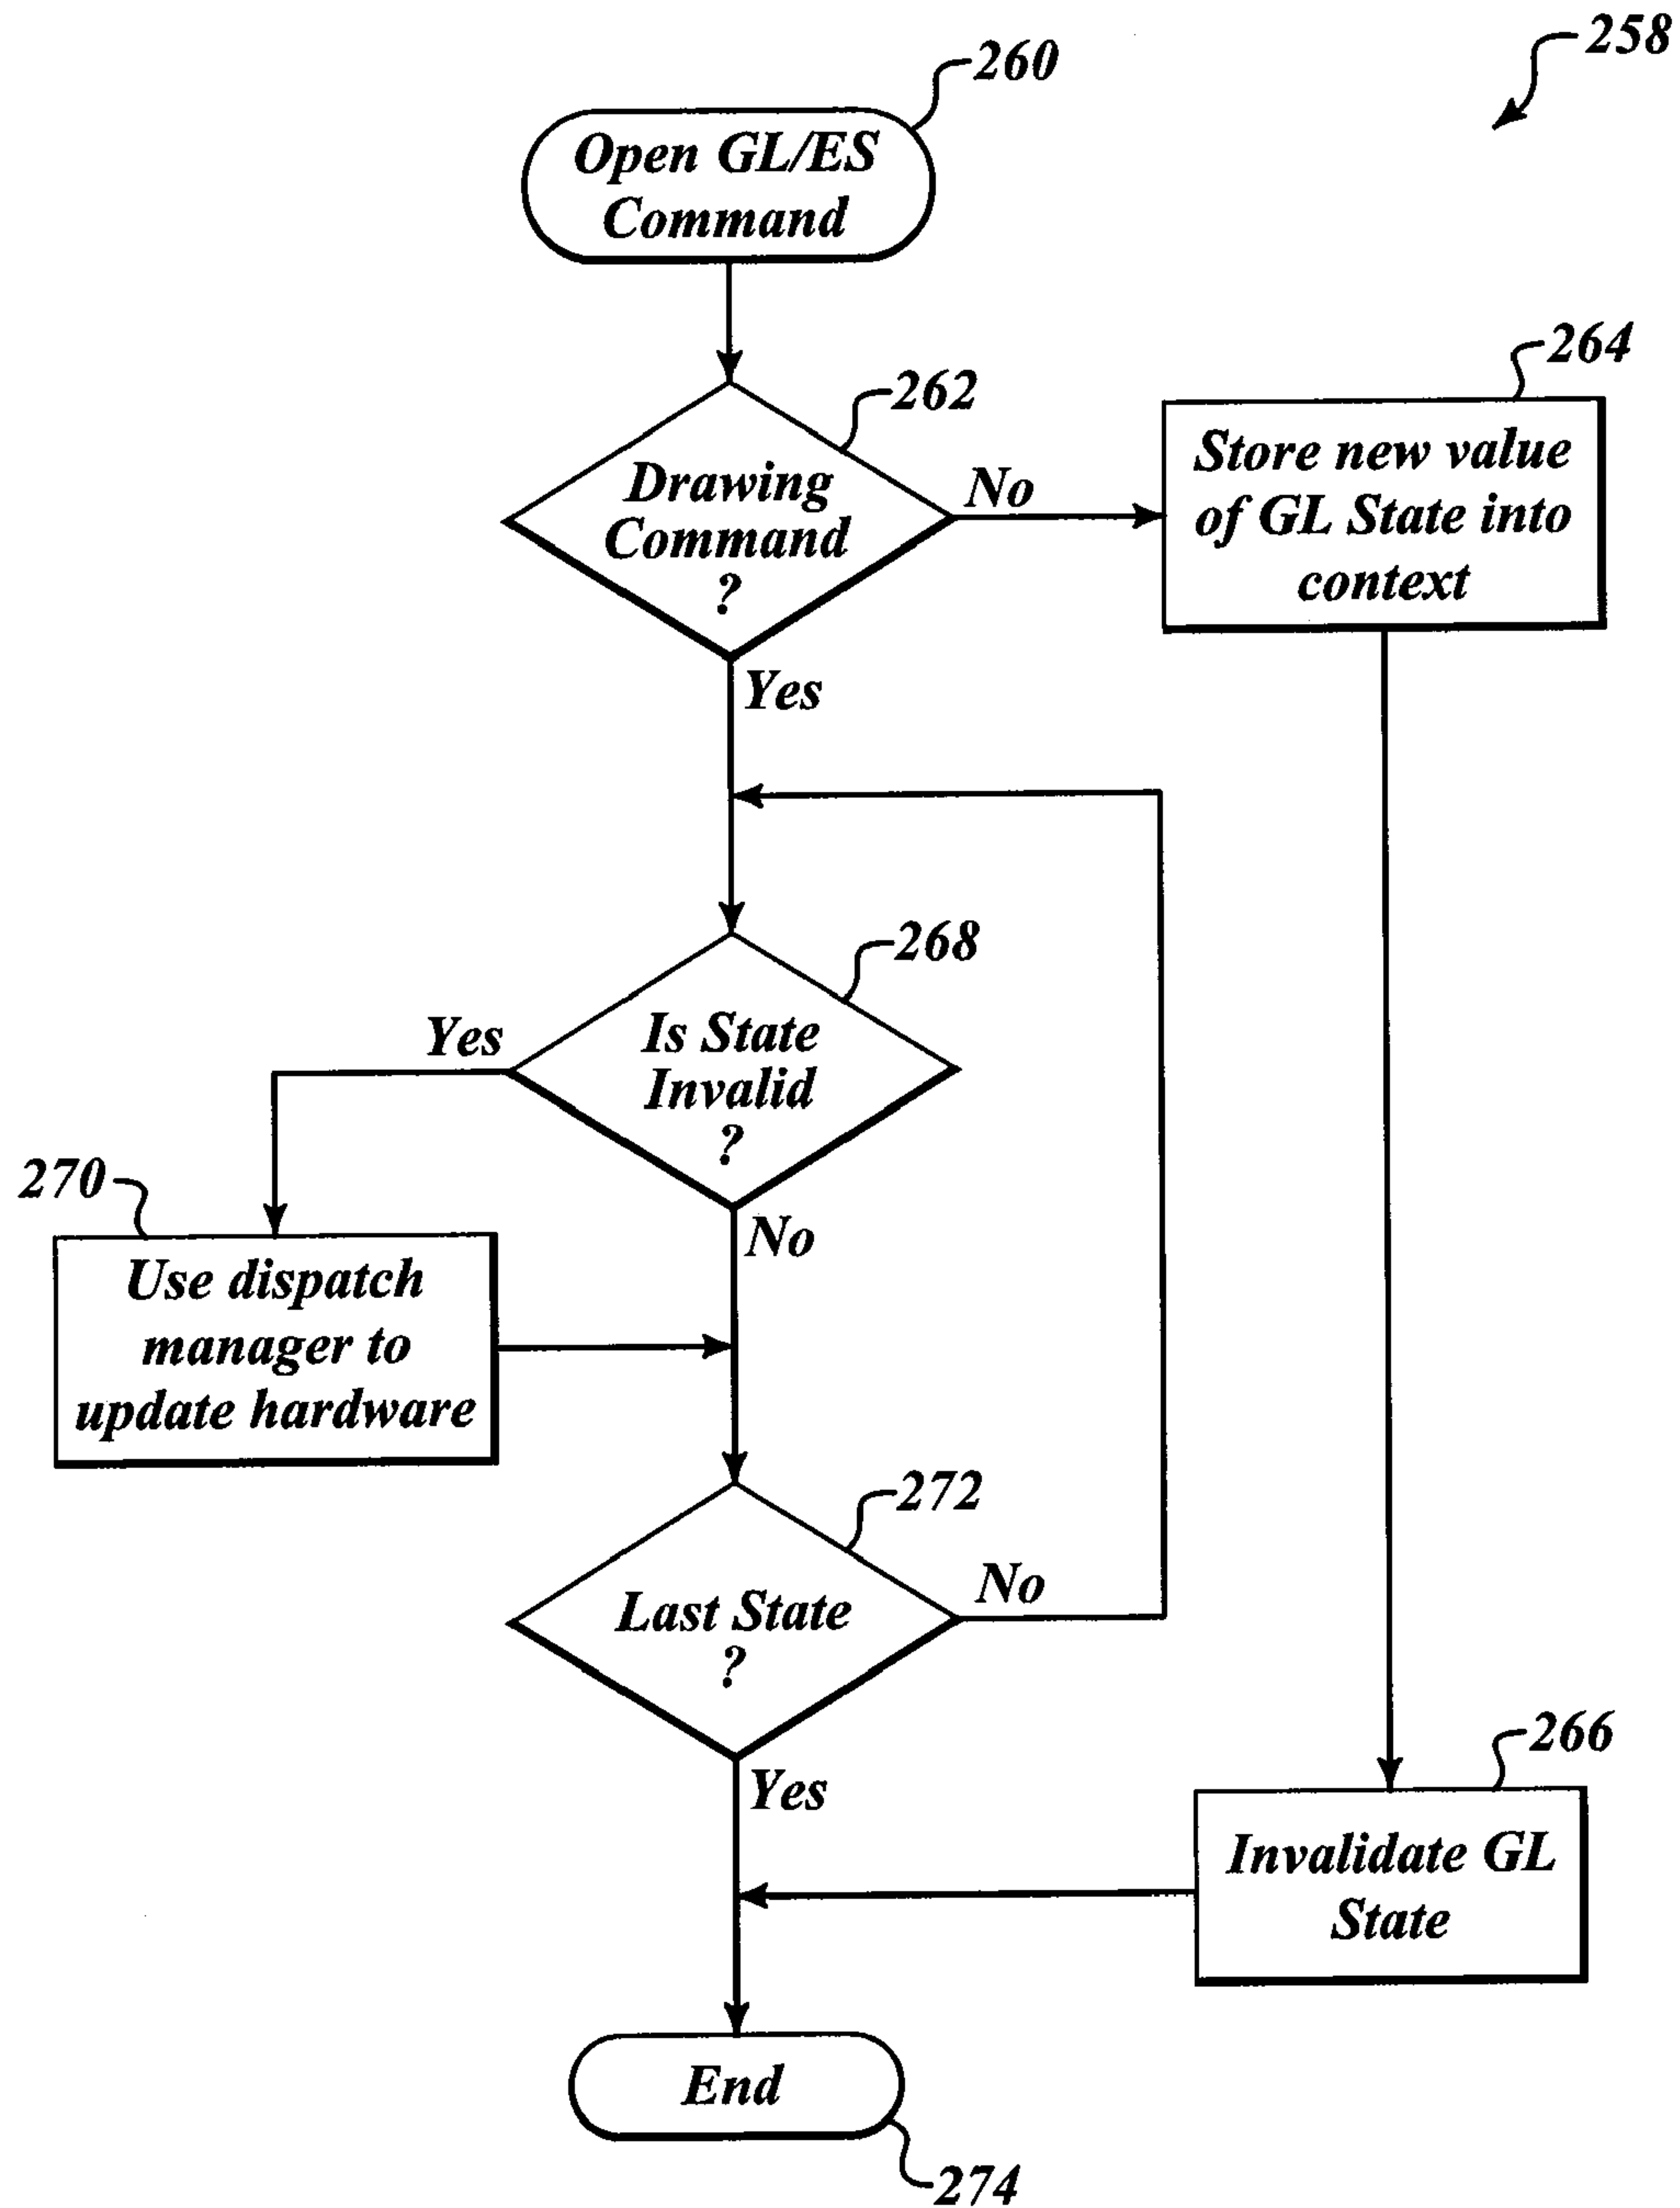 258
260
Open GL/ES
Command
262
Drawing
Command
?
No
Yes
264
Store new value
of GL State into
context
268
Is State
Invalid
?
Yes
No
270
Use dispatch
manager to
update hardware
272
Last State
?
No
Yes
266
Invalidate GL
State
End
274